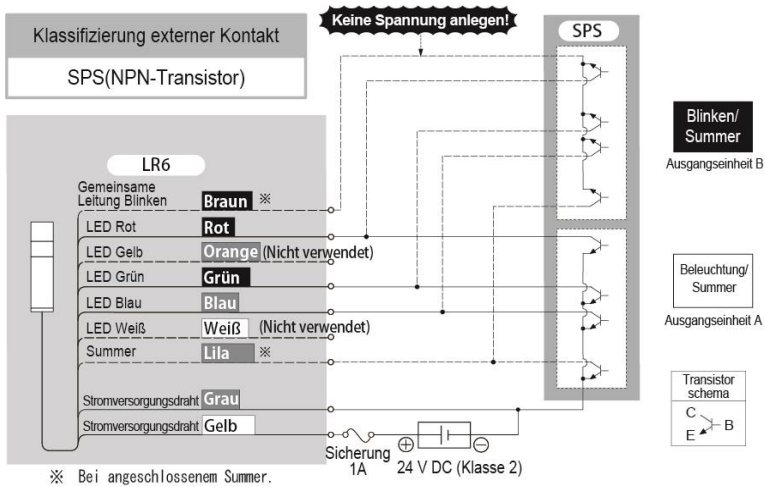 Keine Spannung anlegen!
Klassifizierung externer Kontakt
SPS(NPN-Transistor)
SPS
Blinken/
Summer
Ausgangseinheit B
LR6
Gemeinsame
Leitung Blinken
Braun ※
LED Rot Rot
LED Gelb Orange (Nicht verwendet)
LED Grün Grün
LED Blau Blau
LED Weiß Weiß (Nicht verwendet)
Summer Lila ※
Beleuchtung/
Summer
Ausgangseinheit A
Stromversorgungsdraht Grau
Stromversorgungsdraht Gelb
Sicherung
1A
+ −
24 V DC (Klasse 2)
Transistor
schema
C
B
E
※ Bei angeschlossenem Summer.